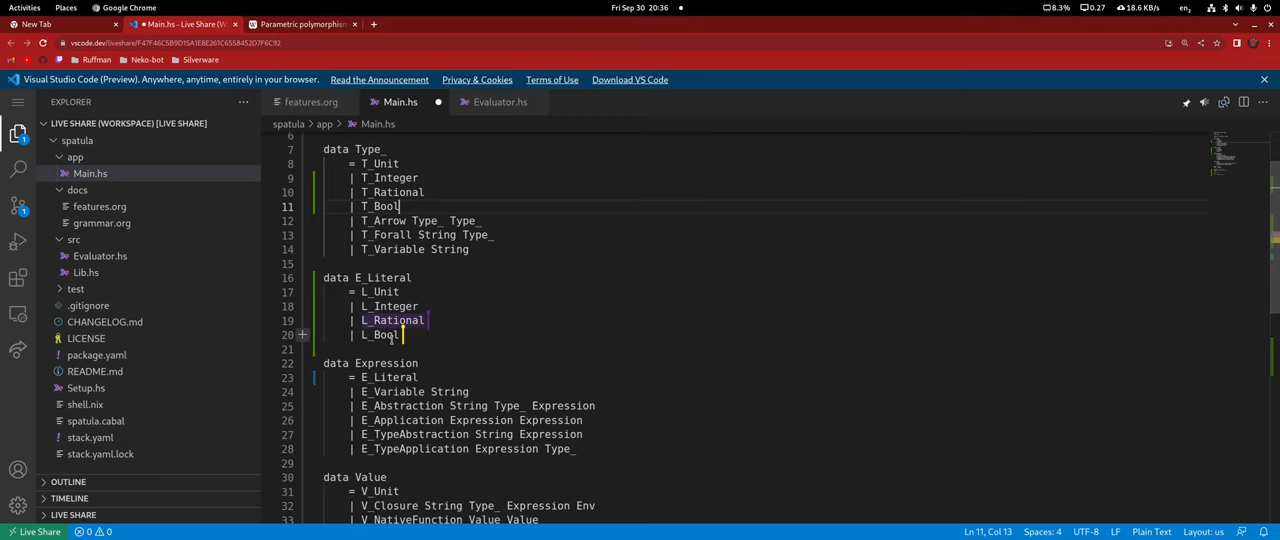 Activities Places Google Chrome Fri Sep 30 20:36 8.3% 0.27 18.6 KB/s en
New Tab Main.hs - Live Share (W Parametric polymorphism
vscode.dev/liveshare/F47F46C5B9D15A1E8E261C6558452D7F6C92
Ruffman Neko-bot Silverware
Visual Studio Code (Preview). Anywhere, anytime, entirely in your browser. Read the Announcement Privacy & Cookies Terms of Use Download VS Code
EXPLORER features.org Main.hs Evaluator.hs
LIVE SHARE (WORKSPACE) [LIVE SHARE] spatula > app > Main.hs
spatula
app
Main.hs
docs
features.org
grammar.org
src
Evaluator.hs
Lib.hs
test
.gitignore
CHANGELOG.md
LICENSE
package.yaml
README.md
Setup.hs
shell.nix
spatula.cabal
stack.yaml
stack.yaml.lock
OUTLINE
TIMELINE
LIVE SHARE
6
7 data Type_
8 = T_Unit
9 | T_Integer
10 | T_Rational
11 | T_Bool
12 | T_Arrow Type_ Type_
13 | T_Forall String Type_
14 | T_Variable String
15
16 data E_Literal
17 = L_Unit
18 | L_Integer
19 | L_Rational
20 | L_Bool
21
22 data Expression
23 = E_Literal
24 | E_Variable String
25 | E_Abstraction String Type_ Expression
26 | E_Application Expression Expression
27 | E_TypeAbstraction String Expression
28 | E_TypeApplication Expression Type_
29
30 data Value
31 = V_Unit
32 | V_Closure String Type_ Expression Env
33 | V_NativeFunction Value Value
Live Share 0 0 Ln 11, Col 13 Spaces: 4 UTF-8 LF Plain Text Layout: us